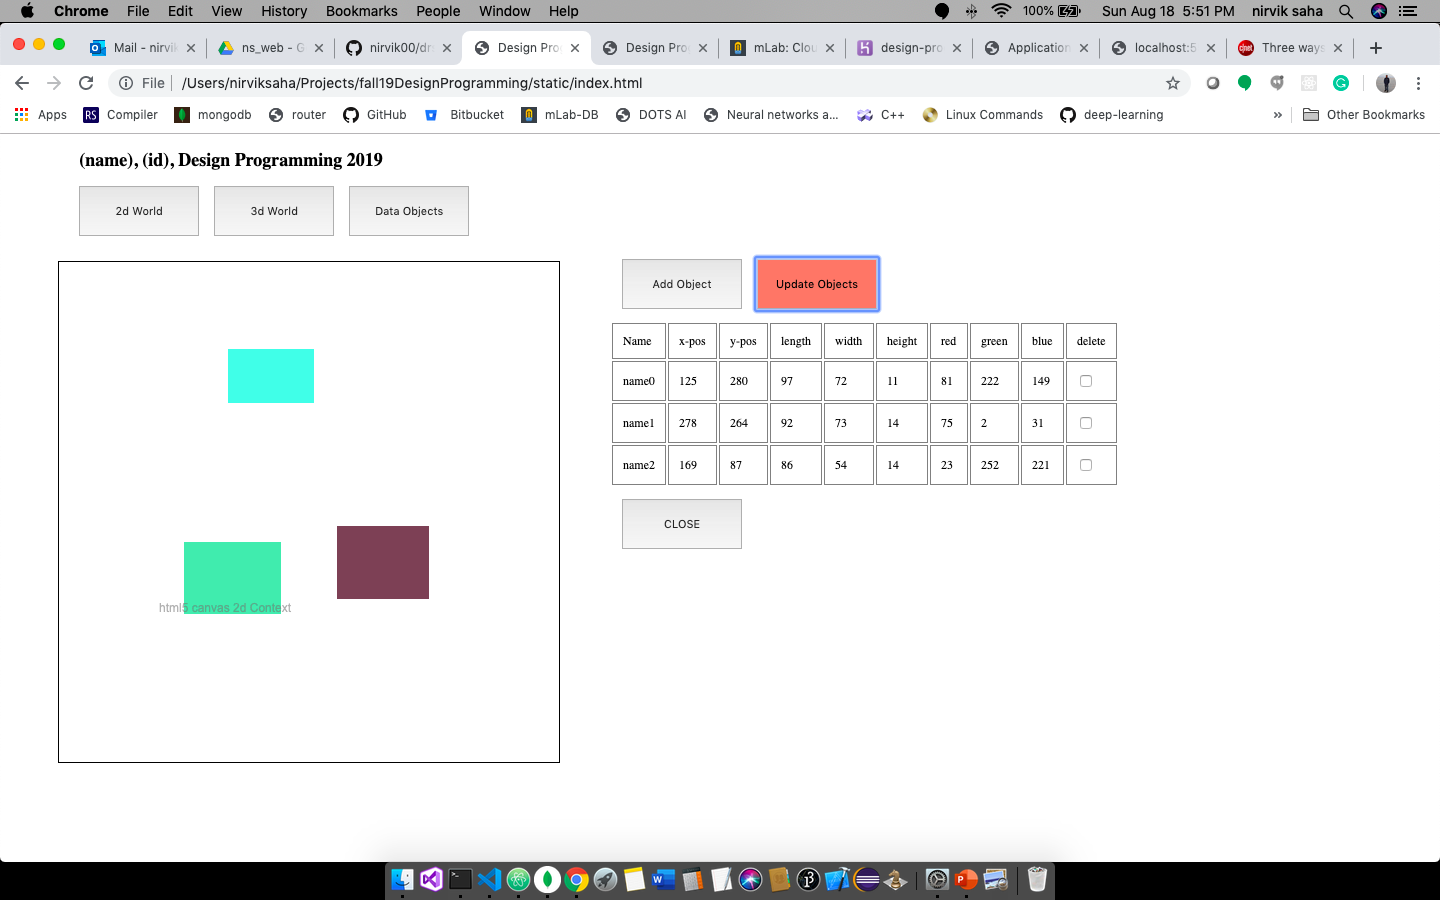 Chrome File Edit View History Bookmarks People Window Help 100% Sun Aug 18 5:51 PM nirvik saha
Mail - nirvik ns_web - G nirvik00/dr Design Pro Design Pro mLab: Clou design-pro Application localhost:5 Three ways
File /Users/nirviksaha/Projects/fall19DesignProgramming/static/index.html
Apps RS Compiler mongodb router GitHub Bitbucket mLab-DB DOTS AI Neural networks a... C++ Linux Commands deep-learning » Other Bookmarks
(name), (id), Design Programming 2019
2d World 3d World Data Objects
Add Object Update Objects
Name x-pos y-pos length width height red green blue delete
name0 125 280 97 72 11 81 222 149
name1 278 264 92 73 14 75 2 31
name2 169 87 86 54 14 23 252 221
CLOSE
html5 canvas 2d Context